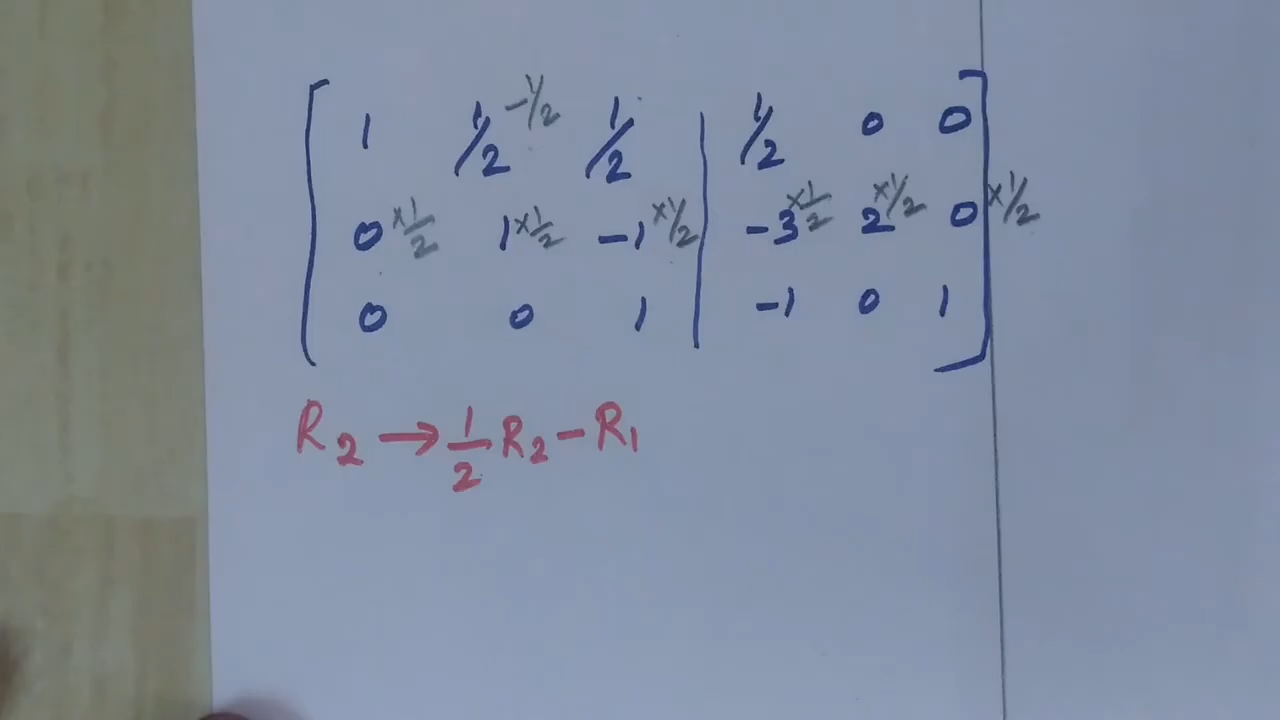 1 1/2 -1/2 1/2 | 1/2 0 0
0 ×1/2 1 ×1/2 -1 ×1/2 | -3 ×1/2 2 ×1/2 0 ×1/2
0 0 1 | -1 0 1
R₂ → 1/2 R₂ - R₁